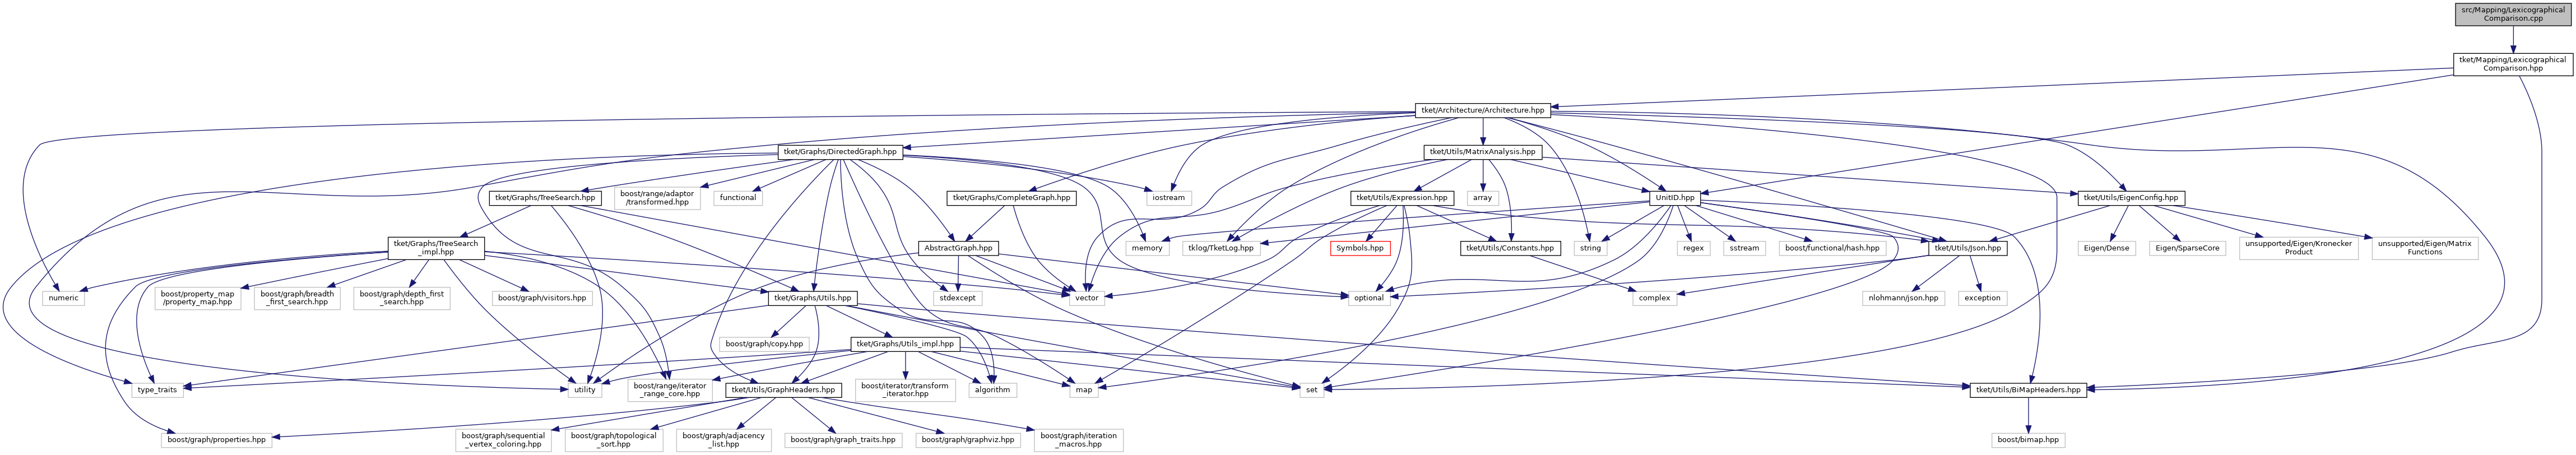 src/Mapping/Lexicographical
Comparison.cpp
tket/Mapping/Lexicographical
Comparison.hpp
tket/Architecture/Architecture.hpp
tket/Graphs/DirectedGraph.hpp
tket/Utils/MatrixAnalysis.hpp
tket/Graphs/TreeSearch.hpp
boost/range/adaptor
/transformed.hpp
functional
tket/Graphs/CompleteGraph.hpp
iostream
tket/Utils/Expression.hpp
array
UnitID.hpp
tket/Utils/EigenConfig.hpp
tket/Graphs/TreeSearch
_impl.hpp
AbstractGraph.hpp
memory
tklog/TketLog.hpp
Symbols.hpp
tket/Utils/Constants.hpp
string
regex
sstream
boost/functional/hash.hpp
tket/Utils/Json.hpp
Eigen/Dense
Eigen/SparseCore
unsupported/Eigen/Kronecker
Product
unsupported/Eigen/Matrix
Functions
numeric
boost/property_map
/property_map.hpp
boost/graph/breadth
_first_search.hpp
boost/graph/depth_first
_search.hpp
boost/graph/visitors.hpp
tket/Graphs/Utils.hpp
stdexcept
vector
optional
complex
nlohmann/json.hpp
exception
boost/graph/copy.hpp
tket/Graphs/Utils_impl.hpp
type_traits
utility
boost/range/iterator
_range_core.hpp
tket/Utils/GraphHeaders.hpp
boost/iterator/transform
_iterator.hpp
algorithm
map
set
tket/Utils/BiMapHeaders.hpp
boost/graph/properties.hpp
boost/graph/sequential
_vertex_coloring.hpp
boost/graph/topological
_sort.hpp
boost/graph/adjacency
_list.hpp
boost/graph/graph_traits.hpp
boost/graph/graphviz.hpp
boost/graph/iteration
_macros.hpp
boost/bimap.hpp